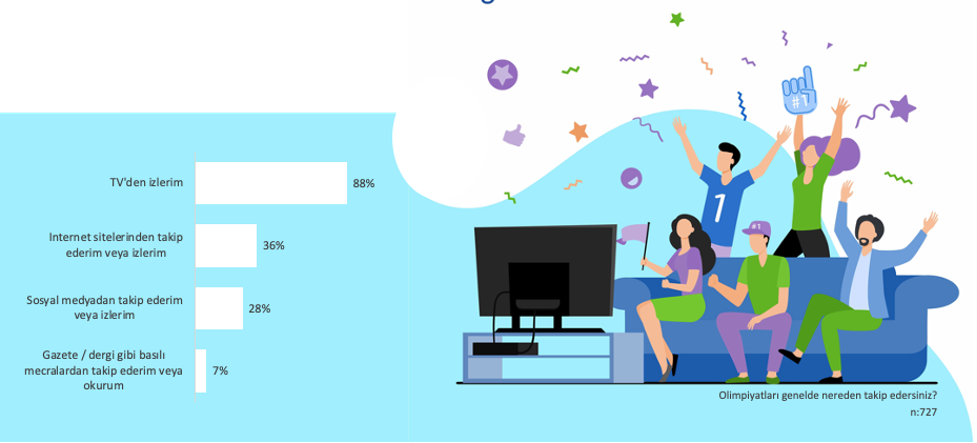 TV'den izlerim
88%
Internet sitelerinden takip
ederim veya izlerim
36%
Sosyal medyadan takip ederim
veya izlerim
28%
Gazete / dergi gibi basılı
mecralardan takip ederim veya
okurum
7%
#1
1
#1
Olimpiyatları genelde nereden takip edersiniz?
n:727